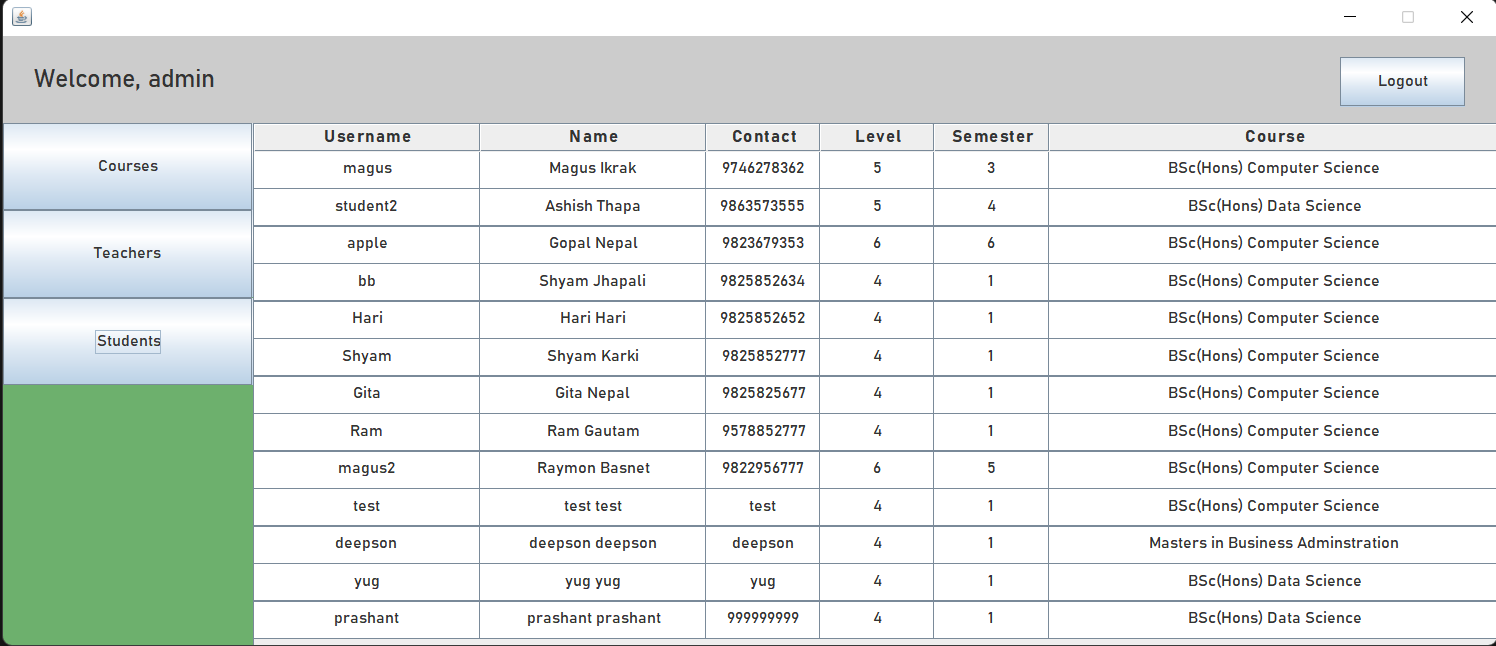 Welcome, admin
Logout
Courses
Teachers
Students
Username Name Contact Level Semester Course
magus Magus Ikrak 9746278362 5 3 BSc(Hons) Computer Science
student2 Ashish Thapa 9863573555 5 4 BSc(Hons) Data Science
apple Gopal Nepal 9823679353 6 6 BSc(Hons) Computer Science
bb Shyam Jhapali 9825852634 4 1 BSc(Hons) Computer Science
Hari Hari Hari 9825852652 4 1 BSc(Hons) Computer Science
Shyam Shyam Karki 9825852777 4 1 BSc(Hons) Computer Science
Gita Gita Nepal 9825825677 4 1 BSc(Hons) Computer Science
Ram Ram Gautam 9578852777 4 1 BSc(Hons) Computer Science
magus2 Raymon Basnet 9822956777 6 5 BSc(Hons) Computer Science
test test test test 4 1 BSc(Hons) Computer Science
deepson deepson deepson deepson 4 1 Masters in Business Adminstration
yug yug yug yug 4 1 BSc(Hons) Data Science
prashant prashant prashant 999999999 4 1 BSc(Hons) Data Science